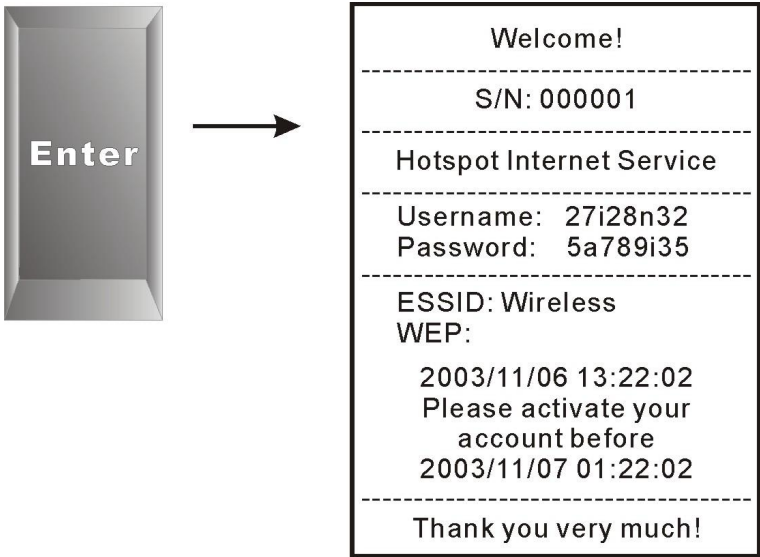 Enter
Welcome!
S/N: 000001
Hotspot Internet Service
Username: 27i28n32
Password: 5a789i35
ESSID: Wireless
WEP:
2003/11/06 13:22:02
Please activate your
account before
2003/11/07 01:22:02
Thank you very much!